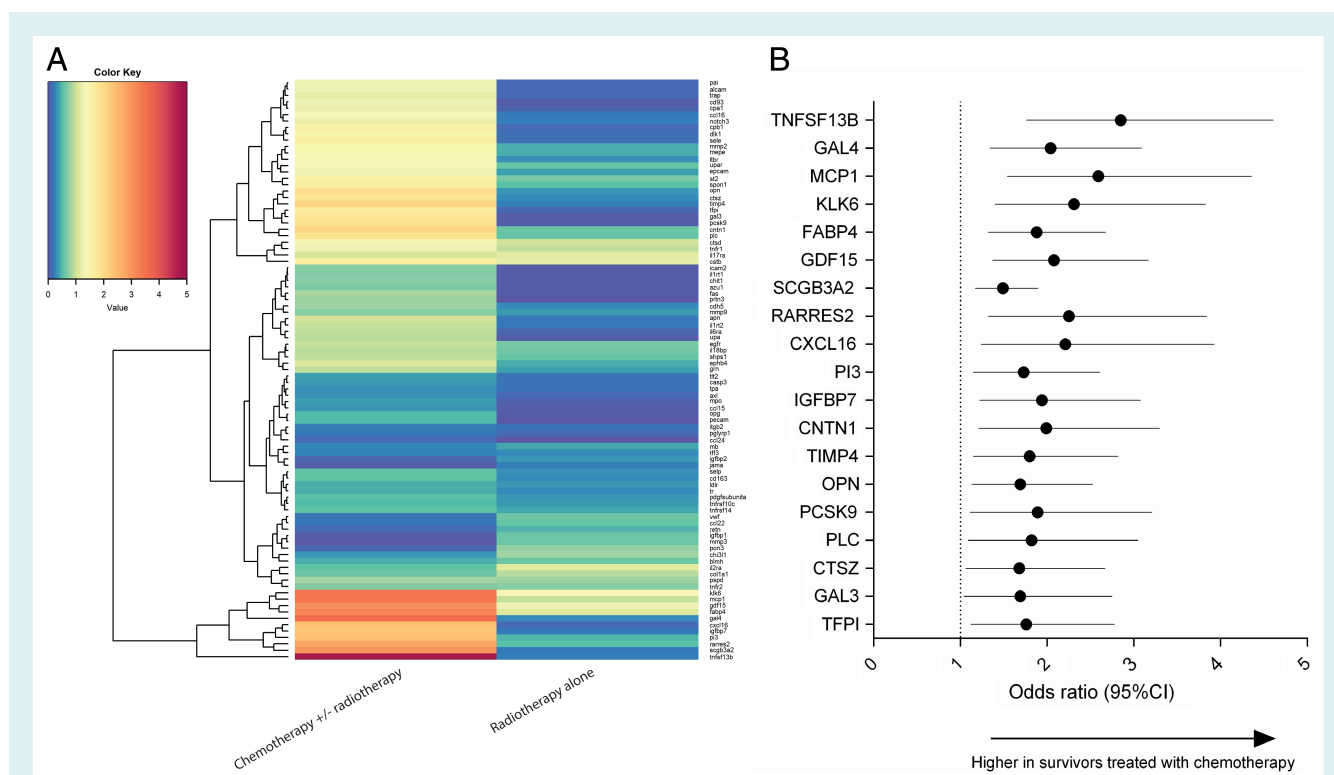 A
Color Key
0 1 2 3 4 5
Value
pai
alcam
trap
cd93
cpa1
ccl16
notch3
cpb1
dlk1
sele
mmp2
mepe
ltbr
upar
epcam
st2
spon1
opn
ctsz
timp4
tfpi
gal3
pcsk9
cntn1
plc
ctsd
tnfr1
il17ra
cstb
icam2
il1rt1
chit1
azu1
fas
prtn3
cdh5
mmp9
apn
il1rt2
il6ra
upa
egfr
il18bp
shps1
ephb4
grn
tlt2
casp3
tpa
axl
mpo
ccl15
opg
pecam
itgb2
pglyrp1
ccl24
mb
tff3
igfbp2
jama
selp
cd163
ldlr
tr
pdgfsubunita
tnfrsf10c
tnfrsf14
vwf
ccl22
retn
igfbp1
mmp3
pon3
chi3l1
blmh
il2ra
col1a1
pspd
tnfr2
klk6
mcp1
gdf15
fabp4
gal4
cxcl16
igfbp7
pi3
rarres2
scgb3a2
tnfsf13b
Chemotherapy +/- radiotherapy
Radiotherapy alone
B
TNFSF13B
GAL4
MCP1
KLK6
FABP4
GDF15
SCGB3A2
RARRES2
CXCL16
PI3
IGFBP7
CNTN1
TIMP4
OPN
PCSK9
PLC
CTSZ
GAL3
TFPI
0 1 2 3 4 5
Odds ratio (95%CI)
Higher in survivors treated with chemotherapy